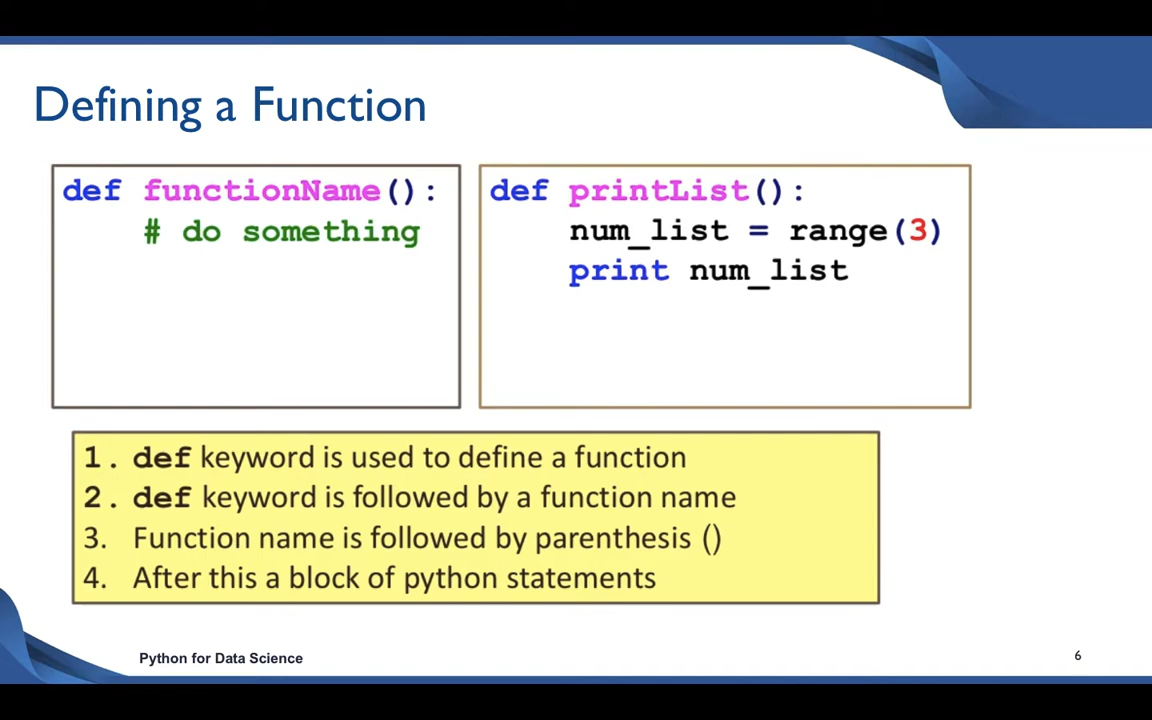 Defining a Function
def functionName():
# do something
def printList():
num_list = range(3)
print num_list
1. def keyword is used to define a function
2. def keyword is followed by a function name
3. Function name is followed by parenthesis ()
4. After this a block of python statements
Python for Data Science
6